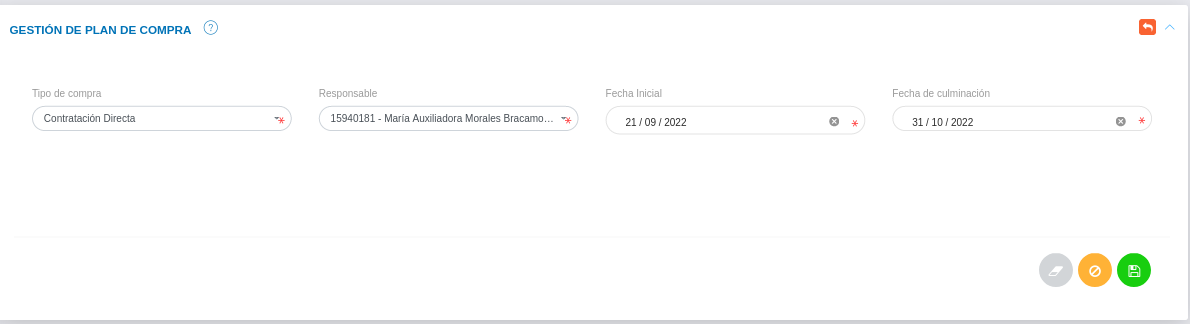 GESTIÓN DE PLAN DE COMPRA ?
Tipo de compra
Contratación Directa *
Responsable
15940181 - María Auxiliadora Morales Bracamo... *
Fecha Inicial
21 / 09 / 2022 *
Fecha de culminación
31 / 10 / 2022 *